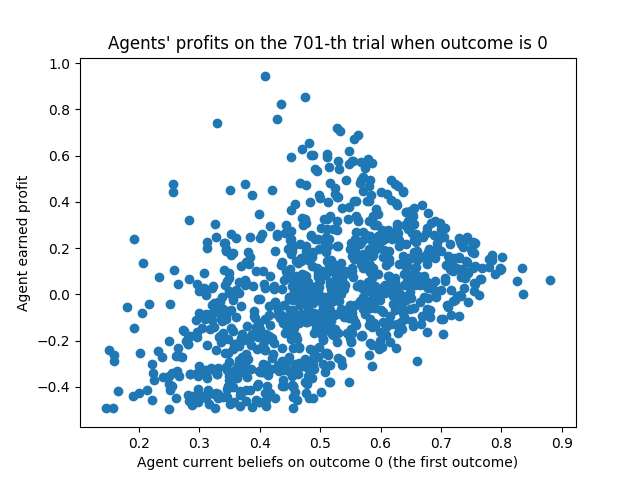 Agents' profits on the 701-th trial when outcome is 0
1.0
0.8
0.6
0.4
0.2
0.0
−0.2
−0.4
Agent earned profit
0.2 0.3 0.4 0.5 0.6 0.7 0.8 0.9
Agent current beliefs on outcome 0 (the first outcome)